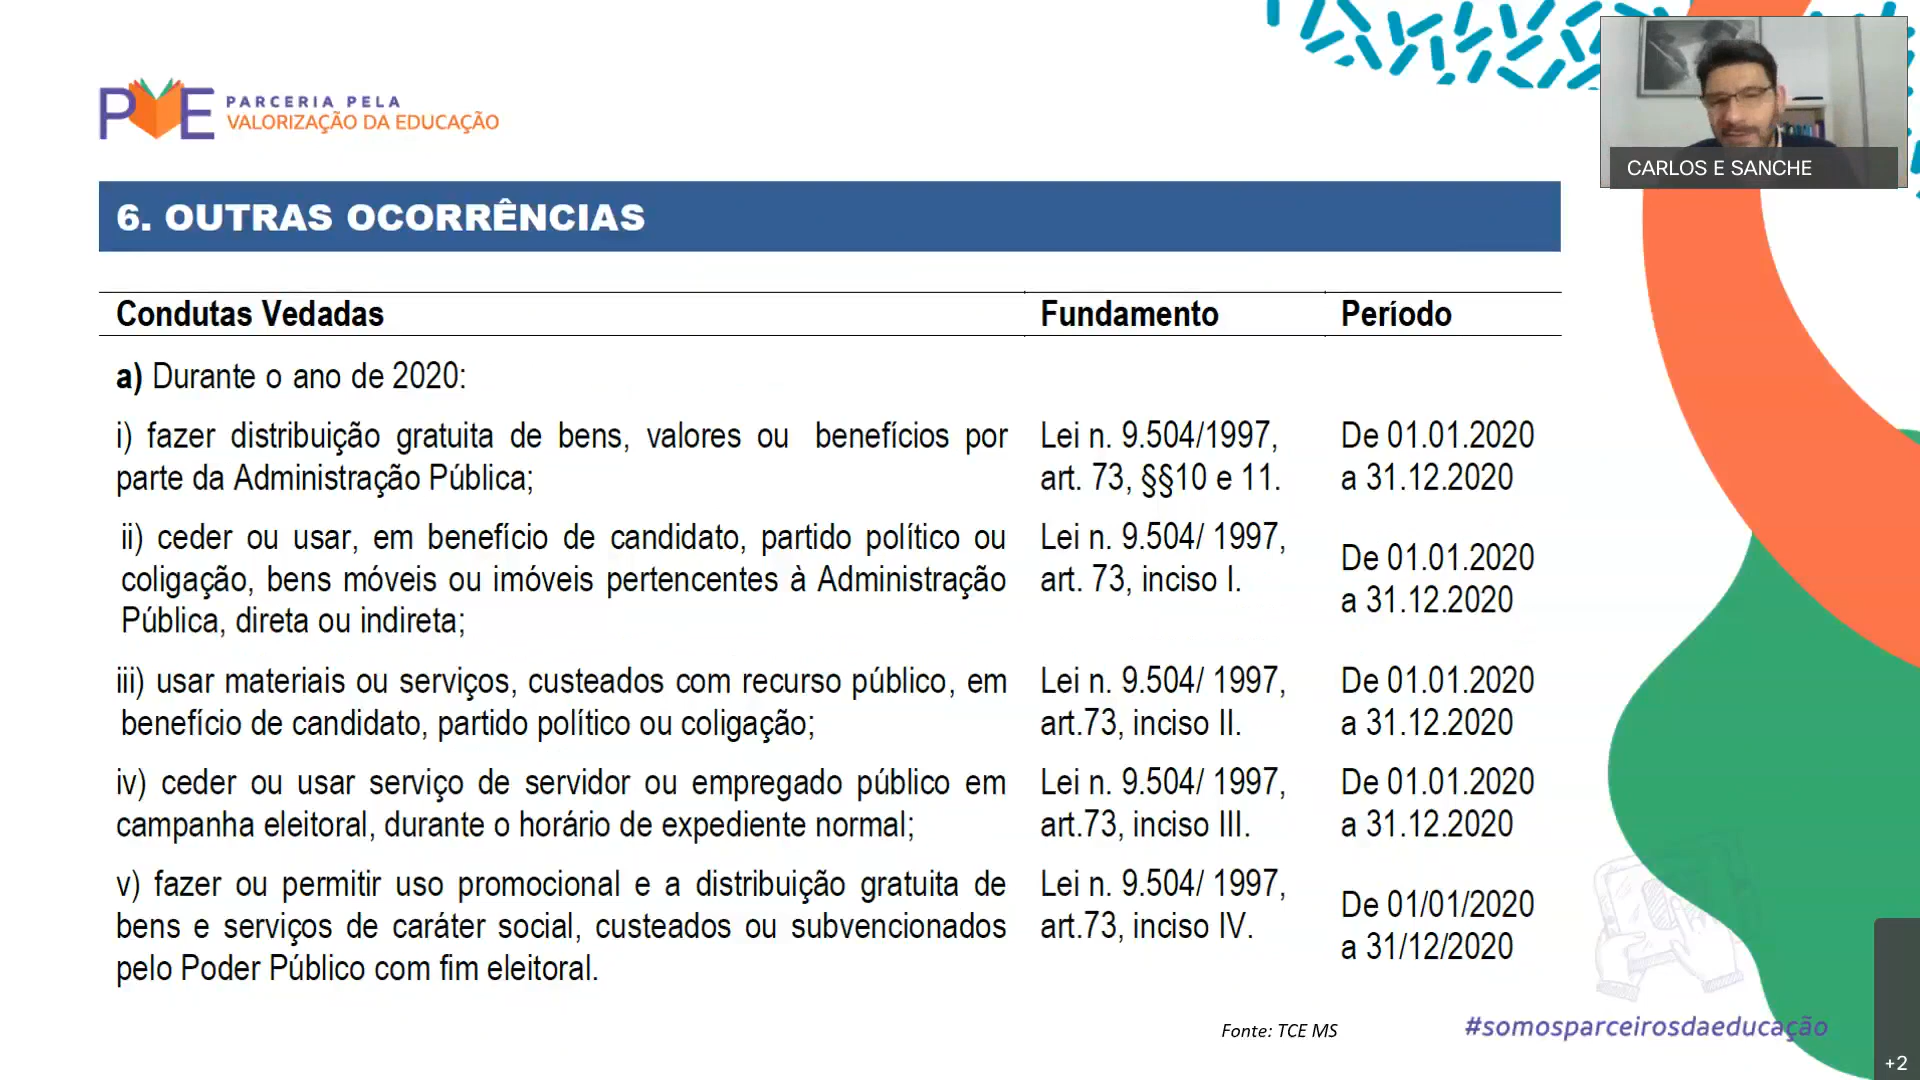 PVE PARCERIA PELA
VALORIZAÇÃO DA EDUCAÇÃO
CARLOS E SANCHE
6. OUTRAS OCORRÊNCIAS
Condutas Vedadas Fundamento Período
a) Durante o ano de 2020:
i) fazer distribuição gratuita de bens, valores ou benefícios por
parte da Administração Pública;
Lei n. 9.504/1997,
art. 73, §§10 e 11.
De 01.01.2020
a 31.12.2020
ii) ceder ou usar, em benefício de candidato, partido político ou
coligação, bens móveis ou imóveis pertencentes à Administração
Pública, direta ou indireta;
Lei n. 9.504/ 1997,
art. 73, inciso I.
De 01.01.2020
a 31.12.2020
iii) usar materiais ou serviços, custeados com recurso público, em
benefício de candidato, partido político ou coligação;
Lei n. 9.504/ 1997,
art.73, inciso II.
De 01.01.2020
a 31.12.2020
iv) ceder ou usar serviço de servidor ou empregado público em
campanha eleitoral, durante o horário de expediente normal;
Lei n. 9.504/ 1997,
art.73, inciso III.
De 01.01.2020
a 31.12.2020
v) fazer ou permitir uso promocional e a distribuição gratuita de
bens e serviços de caráter social, custeados ou subvencionados
pelo Poder Público com fim eleitoral.
Lei n. 9.504/ 1997,
art.73, inciso IV.
De 01/01/2020
a 31/12/2020
Fonte: TCE MS
#somosparceirosdaeducação
+2